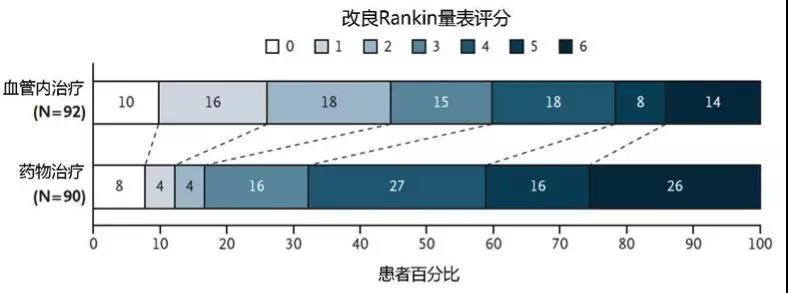 改良Rankin量表评分
0 1 2 3 4 5 6
血管内治疗
(N=92)
10 16 18 15 18 8 14
药物治疗
(N=90)
8 4 4 16 27 16 26
0 10 20 30 40 50 60 70 80 90 100
患者百分比